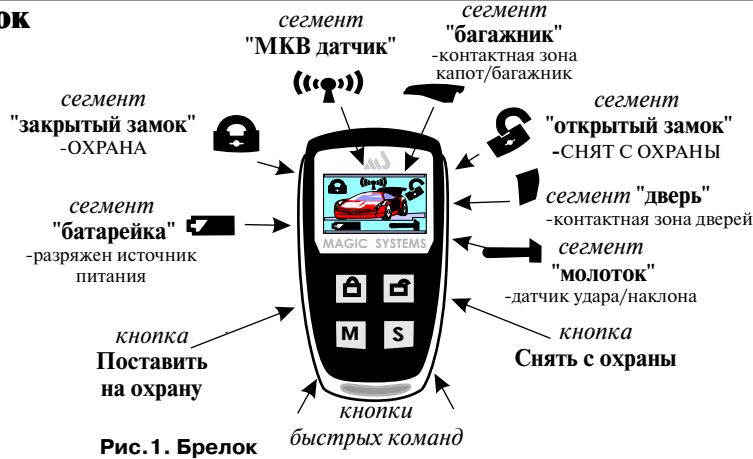 ок
сегмент
"МКВ датчик"
сегмент
"багажник"
-контактная зона
капот/багажник
сегмент
"закрытый замок"
-ОХРАНА
сегмент
"открытый замок"
-СНЯТ С ОХРАНЫ
сегмент
"батарейка"
-разряжен источник
питания
сегмент "дверь"
-контактная зона дверей
сегмент
"молоток"
-датчик удара/наклона
MAGIC SYSTEMS
M S
кнопка
Поставить
на охрану
кнопка
Снять с охраны
кнопки
быстрых команд
Рис.1. Брелок